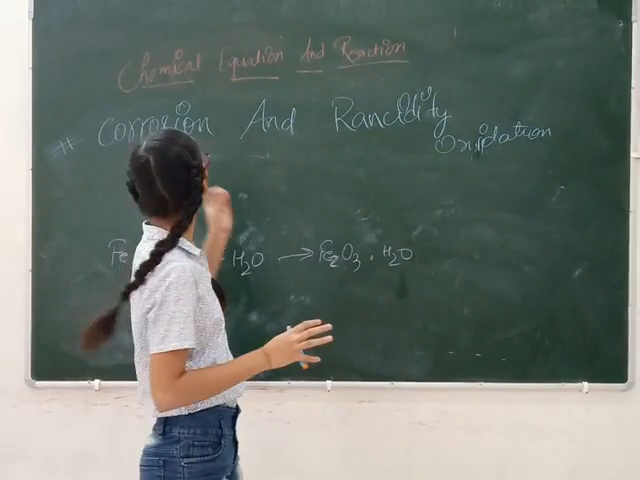 Chemical Equation And Reaction
# Corrosion And Rancidity
Oxidation
Fe H2O → Fe2O3 . H2O